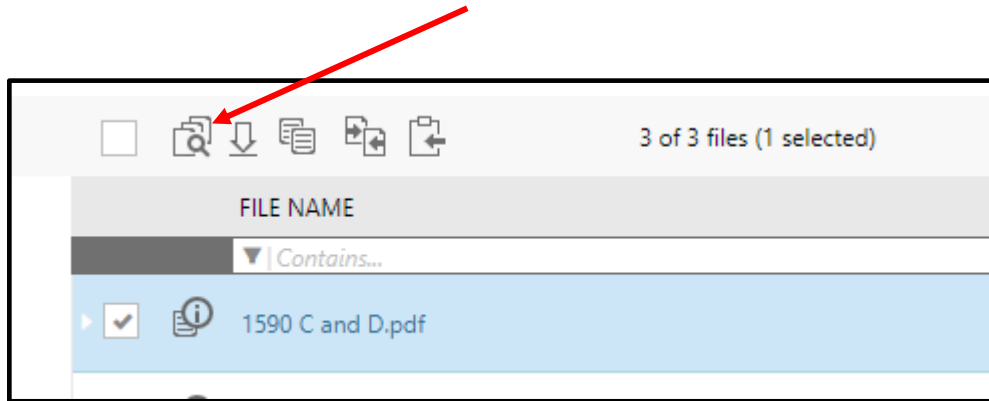 3 of 3 files (1 selected)
FILE NAME
Contains...
1590 C and D.pdf